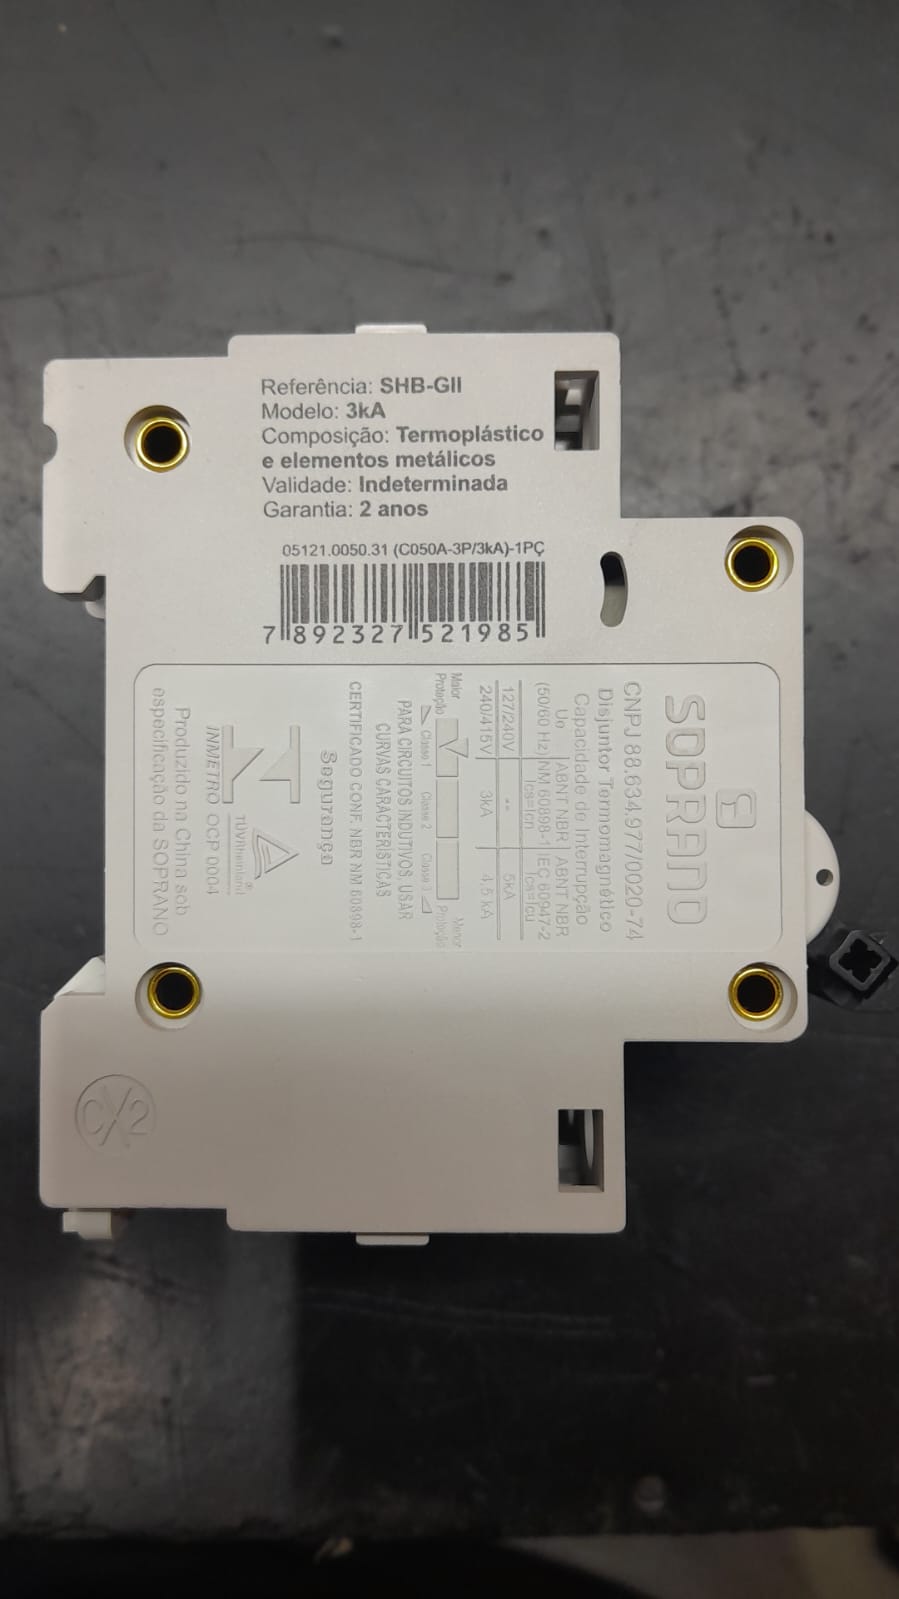 Referência: SHB-GII
Modelo: 3kA
Composição: Termoplástico
e elementos metálicos
Validade: Indeterminada
Garantia: 2 anos
05121.0050.31 (C050A-3P/3kA)-1PÇ
7 892327 521985
SOPRANO
CNPJ 88.634.977/0020-74
Disjuntor Termomagnético
Capacidade de Interrupção
Ue ABNT NBR ABNT NBR
(50/60 Hz) NM 60898-1 IEC 60947-2
Ics=Icn Ics=Icu
127/240V ** 5kA
240/415V 3kA 4,5 kA
Maior Proteção Menor Proteção
Classe 1 Classe 2 Classe 3
PARA CIRCUITOS INDUTIVOS, USAR
CURVAS CARACTERÍSTICAS
CERTIFICADO CONF. NBR NM 60898-1
Segurança
TÜVRheinland®
INMETRO OCP 0004
Produzido na China sob
especificação da SOPRANO
CX2